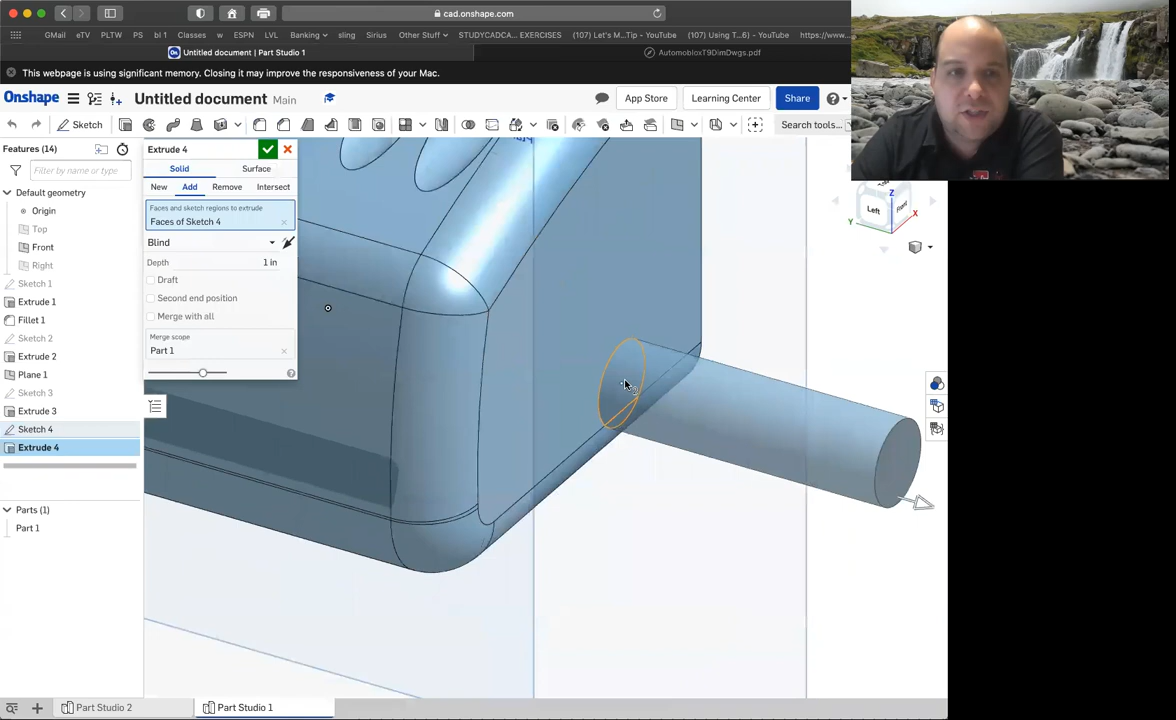 cad.onshape.com
GMail eTV PLTW PS bl 1 Classes w ESPN LVL Videos Banking sling Sirius Other Stuff STUDYCADCA... EXERCISES (107) Let's M...Tip - YouTube (107) Using T...6) - YouTube https://www...
Untitled document | Part Studio 1
AutomobloxT9DimDwgs.pdf
This webpage is using significant memory. Closing it may improve the responsiveness of your Mac.
Onshape Untitled document Main App Store Learning Center Share
Sketch Search tools...
Features (14)
Filter by name or type
Default geometry
Origin
Top
Front
Right
Sketch 1
Extrude 1
Fillet 1
Sketch 2
Extrude 2
Plane 1
Sketch 3
Extrude 3
Sketch 4
Extrude 4
Parts (1)
Part 1
Extrude 4
Solid Surface
New Add Remove Intersect
Faces and sketch regions to extrude
Faces of Sketch 4
Blind
Depth 1 in
Draft
Second end position
Merge with all
Merge scope
Part 1
Z
Left Front
Y X
Part Studio 2 Part Studio 1